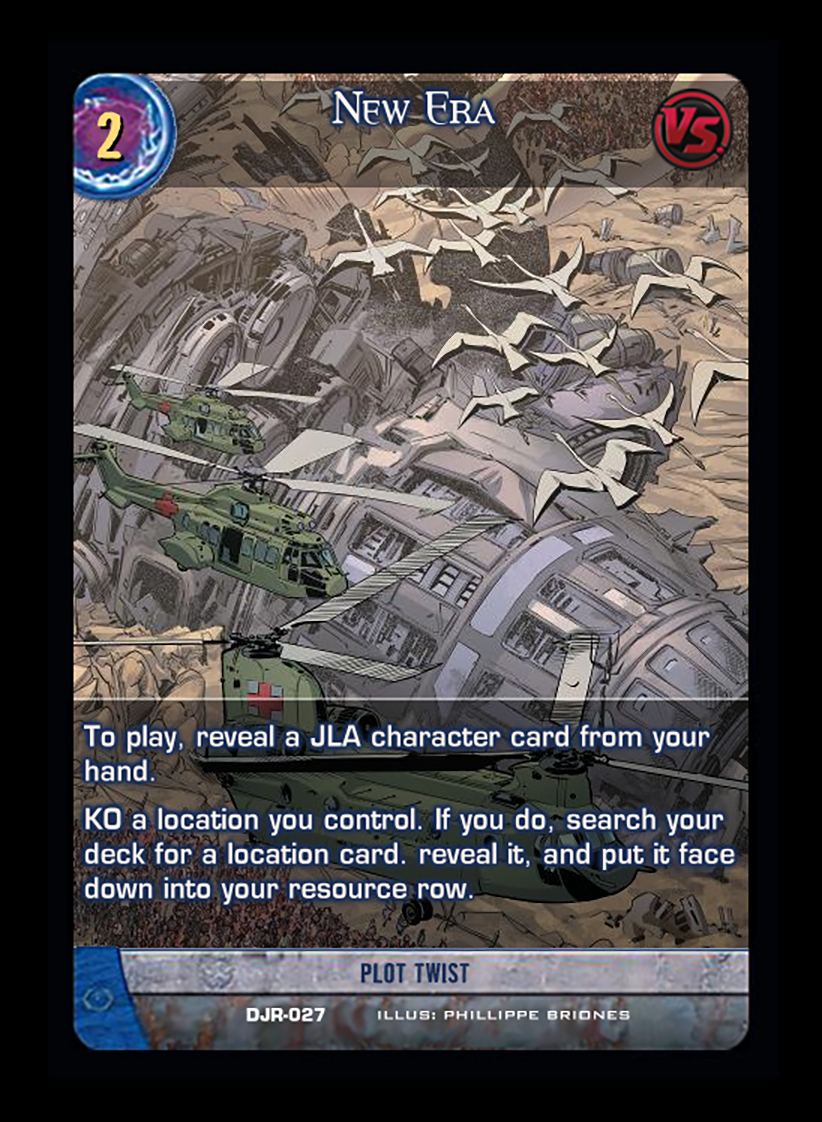 2
New Era
VS.
To play, reveal a JLA character card from your
hand.
KO a location you control. If you do, search your
deck for a location card. reveal it, and put it face
down into your resource row.
PLOT TWIST
DJR-027
ILLUS: PHILLIPPE BRIONES